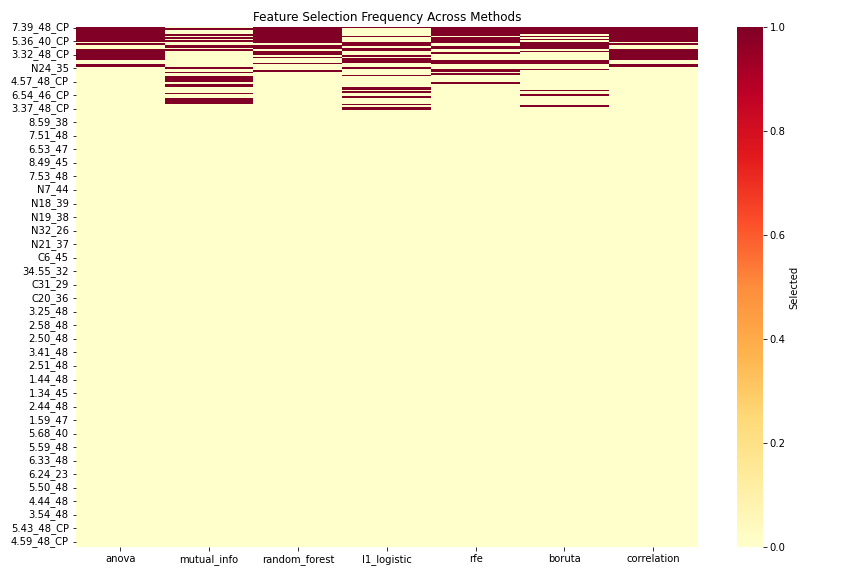 Feature Selection Frequency Across Methods
7.39_48_CP
5.36_40_CP
3.32_48_CP
N24_35
4.57_48_CP
6.54_46_CP
3.37_48_CP
8.59_38
7.51_48
6.53_47
8.49_45
7.53_48
N7_44
N18_39
N19_38
N32_26
N21_37
C6_45
34.55_32
C31_29
C20_36
3.25_48
2.58_48
2.50_48
3.41_48
2.51_48
1.44_48
1.34_45
2.44_48
1.59_47
5.68_40
5.59_48
6.33_48
6.24_23
5.50_48
4.44_48
3.54_48
5.43_48_CP
4.59_48_CP
anova mutual_info random_forest l1_logistic rfe boruta correlation
1.0
0.8
0.6
0.4
0.2
0.0
Selected